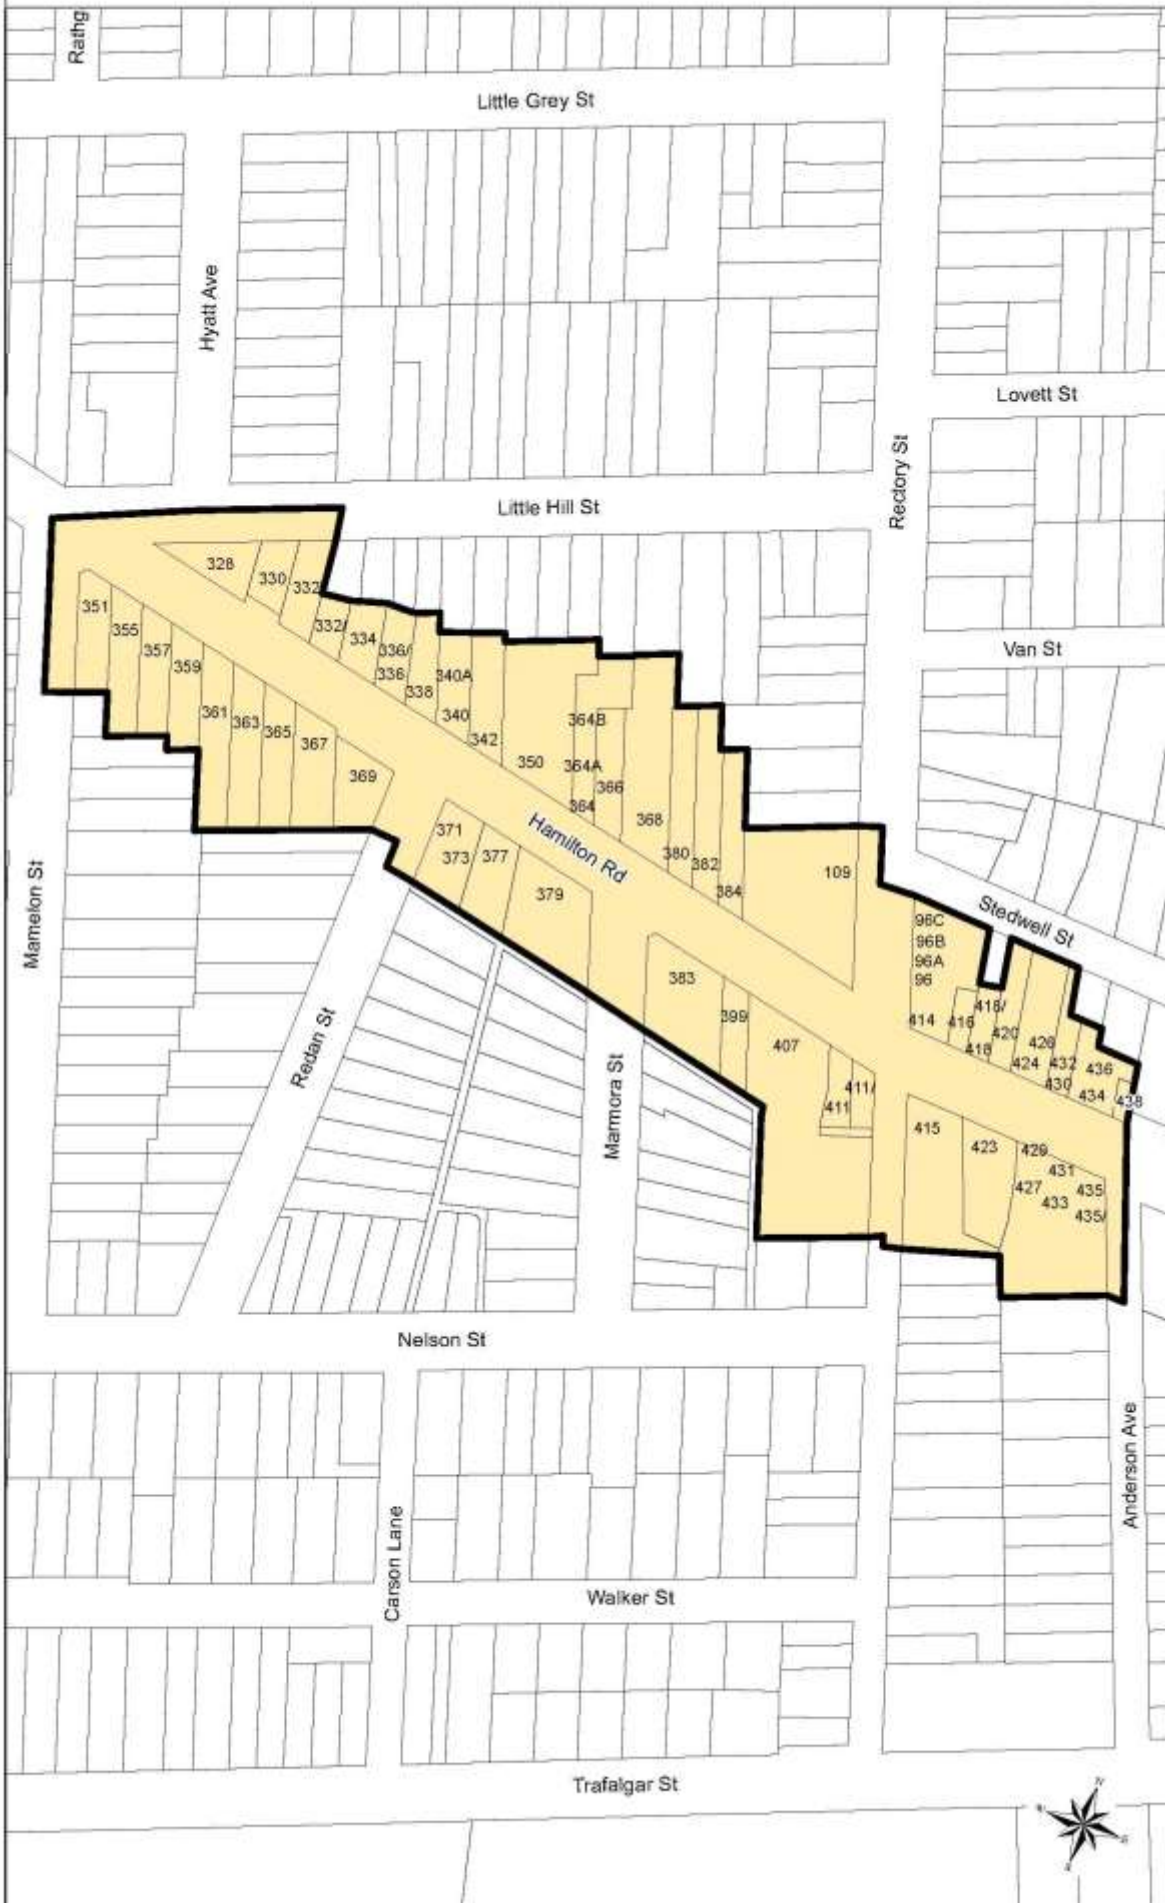 Rathg
Little Grey St
Hyatt Ave
Lovett St
Rectory St
Little Hill St
328
330
332
351
355
357
359
332/
334
336/
336
338
340A
340
342
Van St
361
363
365
367
369
350
364B
364A
364
366
368
380
382
384
371
373
377
379
Hamilton Rd
109
Mamelon St
Stedwell St
96C
96B
96A
96
383
399
407
411/
411
414
416
418/
418
420
424
426
430
432
434
436
438
Redan St
Marmora St
415
423
429
431
427
433
435
435/
Nelson St
Anderson Ave
Carson Lane
Walker St
Trafalgar St